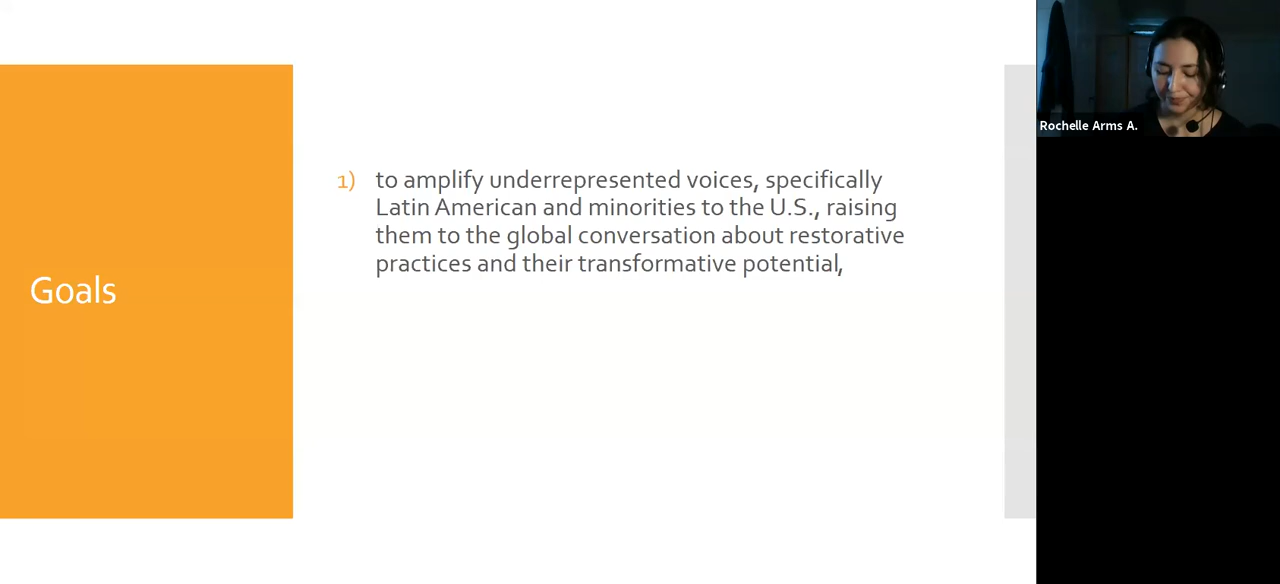 Goals
1) to amplify underrepresented voices, specifically
Latin American and minorities to the U.S., raising
them to the global conversation about restorative
practices and their transformative potential,
Rochelle Arms A.